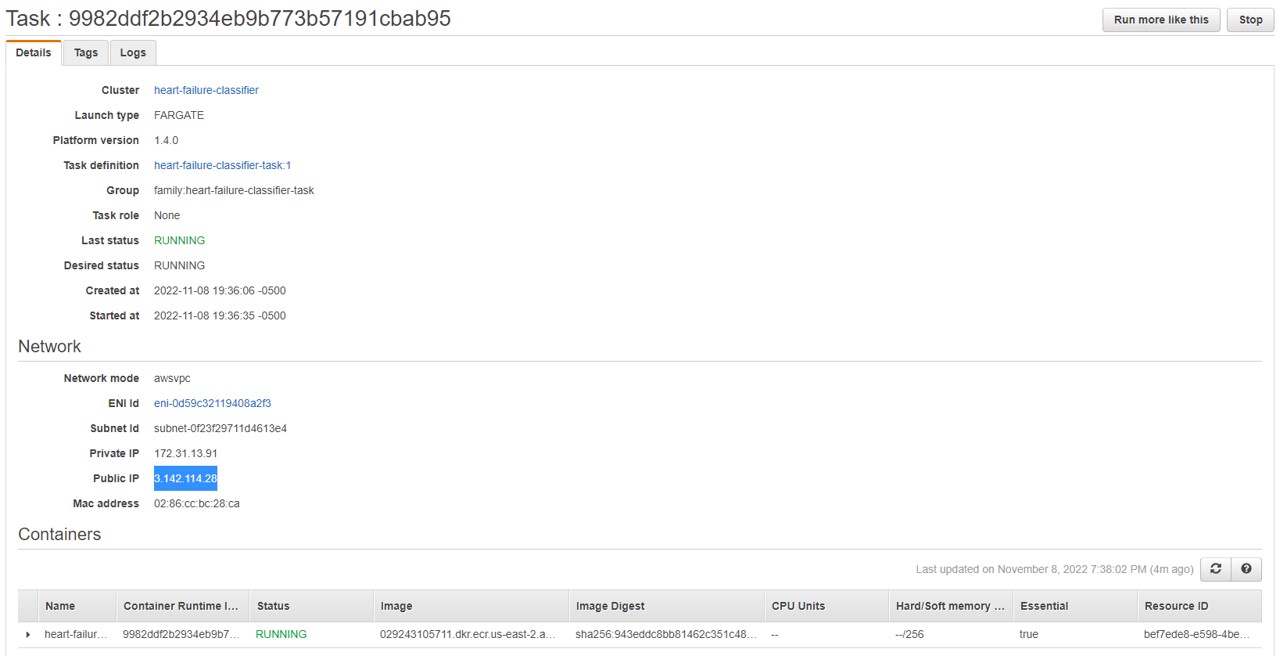 Task : 9982ddf2b2934eb9b773b57191cbab95
Run more like this
Stop
Details Tags Logs
Cluster heart-failure-classifier
Launch type FARGATE
Platform version 1.4.0
Task definition heart-failure-classifier-task:1
Group family:heart-failure-classifier-task
Task role None
Last status RUNNING
Desired status RUNNING
Created at 2022-11-08 19:36:06 -0500
Started at 2022-11-08 19:36:35 -0500
Network
Network mode awsvpc
ENI Id eni-0d59c32119408a2f3
Subnet Id subnet-0f23f29711d4613e4
Private IP 172.31.13.91
Public IP 3.142.114.28
Mac address 02:86:cc:bc:28:ca
Containers
Last updated on November 8, 2022 7:38:02 PM (4m ago)
Name Container Runtime I... Status Image Image Digest CPU Units Hard/Soft memory ... Essential Resource ID
heart-failur... 9982ddf2b2934eb9b7... RUNNING 029243105711.dkr.ecr.us-east-2.a... sha256:943eddc8bb81462c351c48... -- --/256 true bef7ede8-e598-4be...